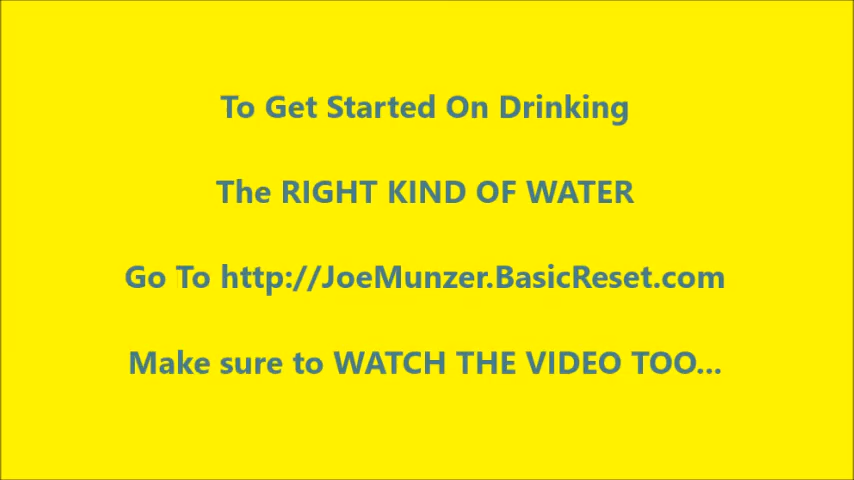 To Get Started On Drinking
The RIGHT KIND OF WATER
Go To http://JoeMunzer.BasicReset.com
Make sure to WATCH THE VIDEO TOO...